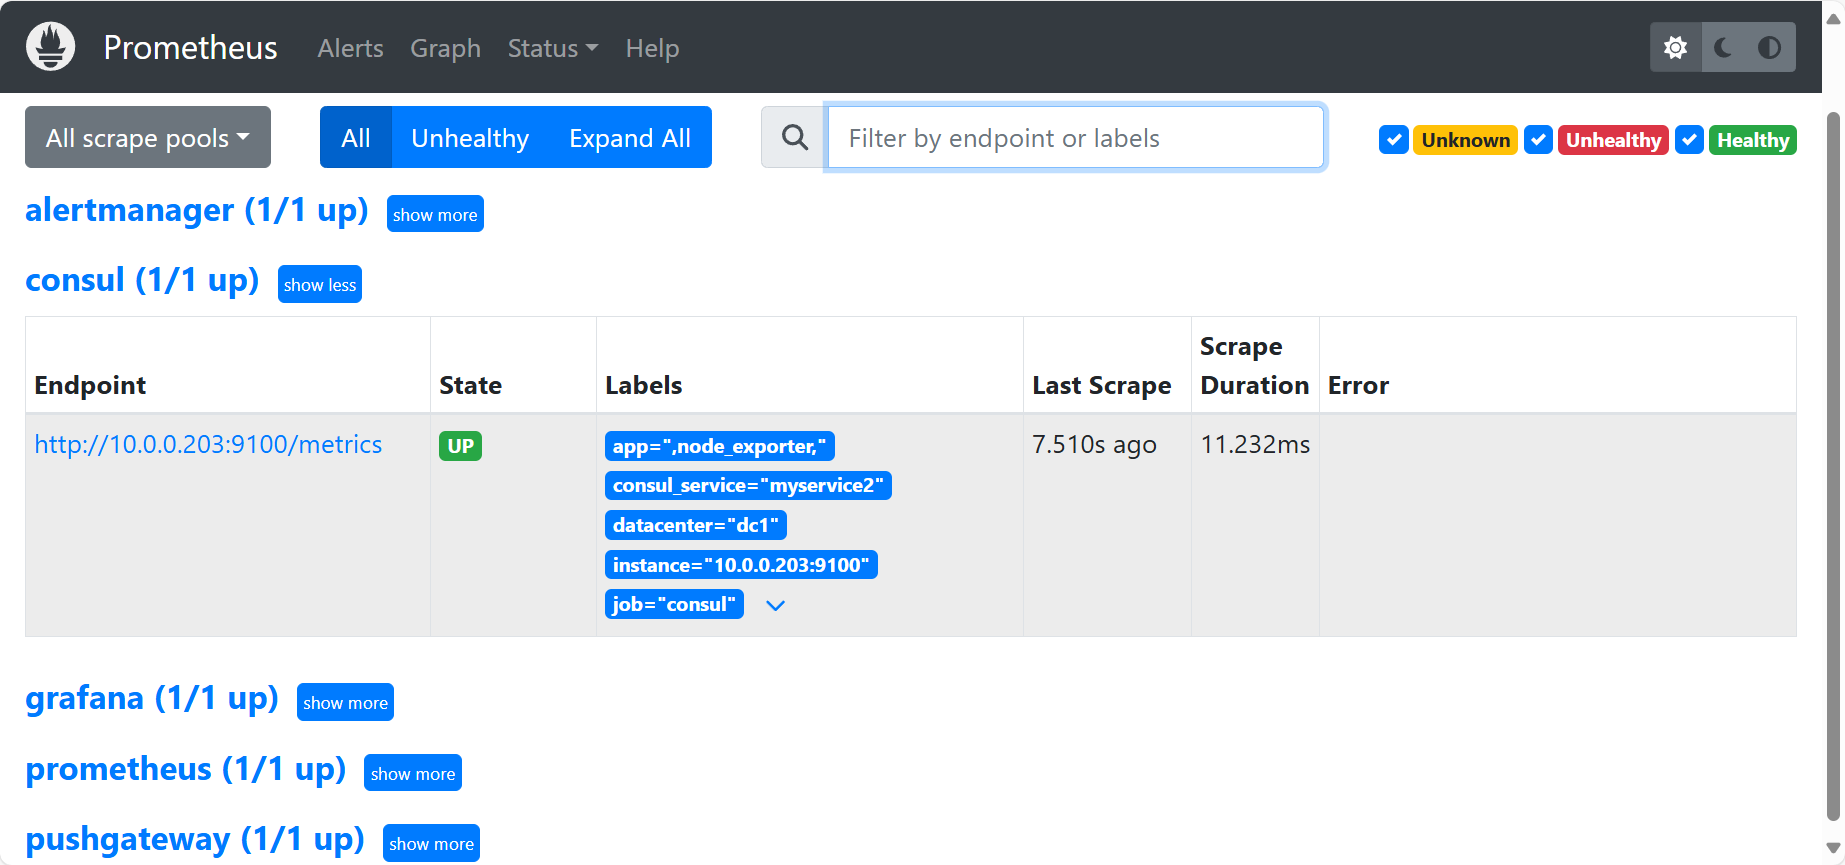 Prometheus Alerts Graph Status Help
All scrape pools All Unhealthy Expand All Filter by endpoint or labels Unknown Unhealthy Healthy
alertmanager (1/1 up) show more
consul (1/1 up) show less
Endpoint State Labels Last Scrape Scrape Duration Error
http://10.0.0.203:9100/metrics UP app=",node_exporter," 7.510s ago 11.232ms
consul_service="myservice2"
datacenter="dc1"
instance="10.0.0.203:9100"
job="consul"
grafana (1/1 up) show more
prometheus (1/1 up) show more
pushgateway (1/1 up) show more